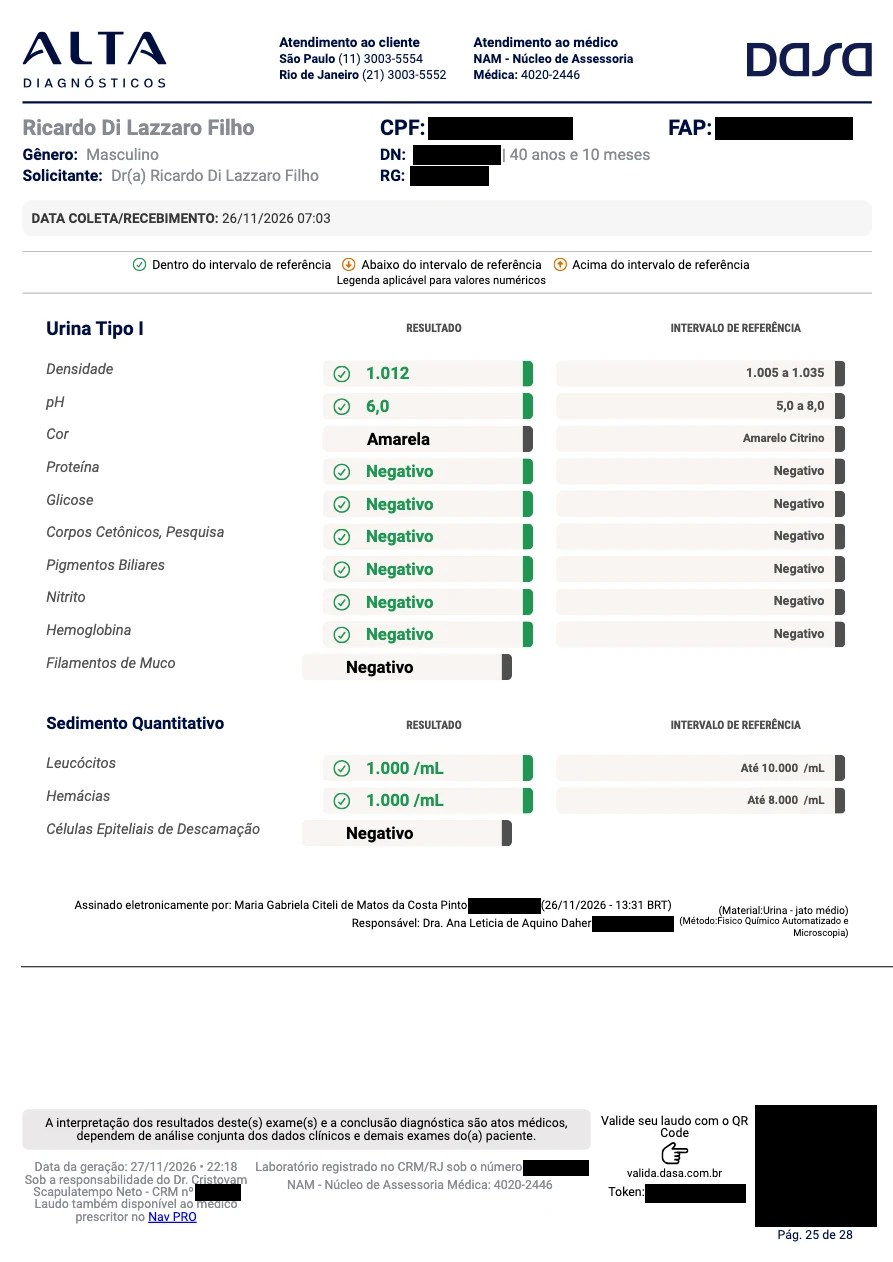 ALTA
DIAGNÓSTICOS
Atendimento ao cliente
São Paulo (11) 3003-5554
Rio de Janeiro (21) 3003-5552
Atendimento ao médico
NAM - Núcleo de Assessoria
Médica: 4020-2446
DASA
Ricardo Di Lazzaro Filho
CPF:
FAP:
Gênero: Masculino
DN: | 40 anos e 10 meses
Solicitante: Dr(a) Ricardo Di Lazzaro Filho
RG:
DATA COLETA/RECEBIMENTO: 26/11/2026 07:03
Dentro do intervalo de referência Abaixo do intervalo de referência Acima do intervalo de referência
Legenda aplicável para valores numéricos
Urina Tipo I RESULTADO INTERVALO DE REFERÊNCIA
Densidade 1.012 1.005 a 1.035
pH 6,0 5,0 a 8,0
Cor Amarela Amarelo Citrino
Proteína Negativo Negativo
Glicose Negativo Negativo
Corpos Cetônicos, Pesquisa Negativo Negativo
Pigmentos Biliares Negativo Negativo
Nitrito Negativo Negativo
Hemoglobina Negativo Negativo
Filamentos de Muco Negativo
Sedimento Quantitativo RESULTADO INTERVALO DE REFERÊNCIA
Leucócitos 1.000 /mL Até 10.000 /mL
Hemácias 1.000 /mL Até 8.000 /mL
Células Epiteliais de Descamação Negativo
Assinado eletronicamente por: Maria Gabriela Citeli de Matos da Costa Pinto (26/11/2026 - 13:31 BRT)
Responsável: Dra. Ana Leticia de Aquino Daher
(Material:Urina - jato médio)
(Método:Fisico Químico Automatizado e
Microscopia)
A interpretação dos resultados deste(s) exame(s) e a conclusão diagnóstica são atos médicos,
dependem de análise conjunta dos dados clínicos e demais exames do(a) paciente.
Data da geração: 27/11/2026 • 22:18
Sob a responsabilidade do Dr. Cristovam
Scapulatempo Neto - CRM nº
Laudo também disponível ao médico
prescritor no Nav PRO
Laboratório registrado no CRM/RJ sob o número
NAM - Núcleo de Assessoria Médica: 4020-2446
Valide seu laudo com o QR
Code
valida.dasa.com.br
Token:
Pág. 25 de 28